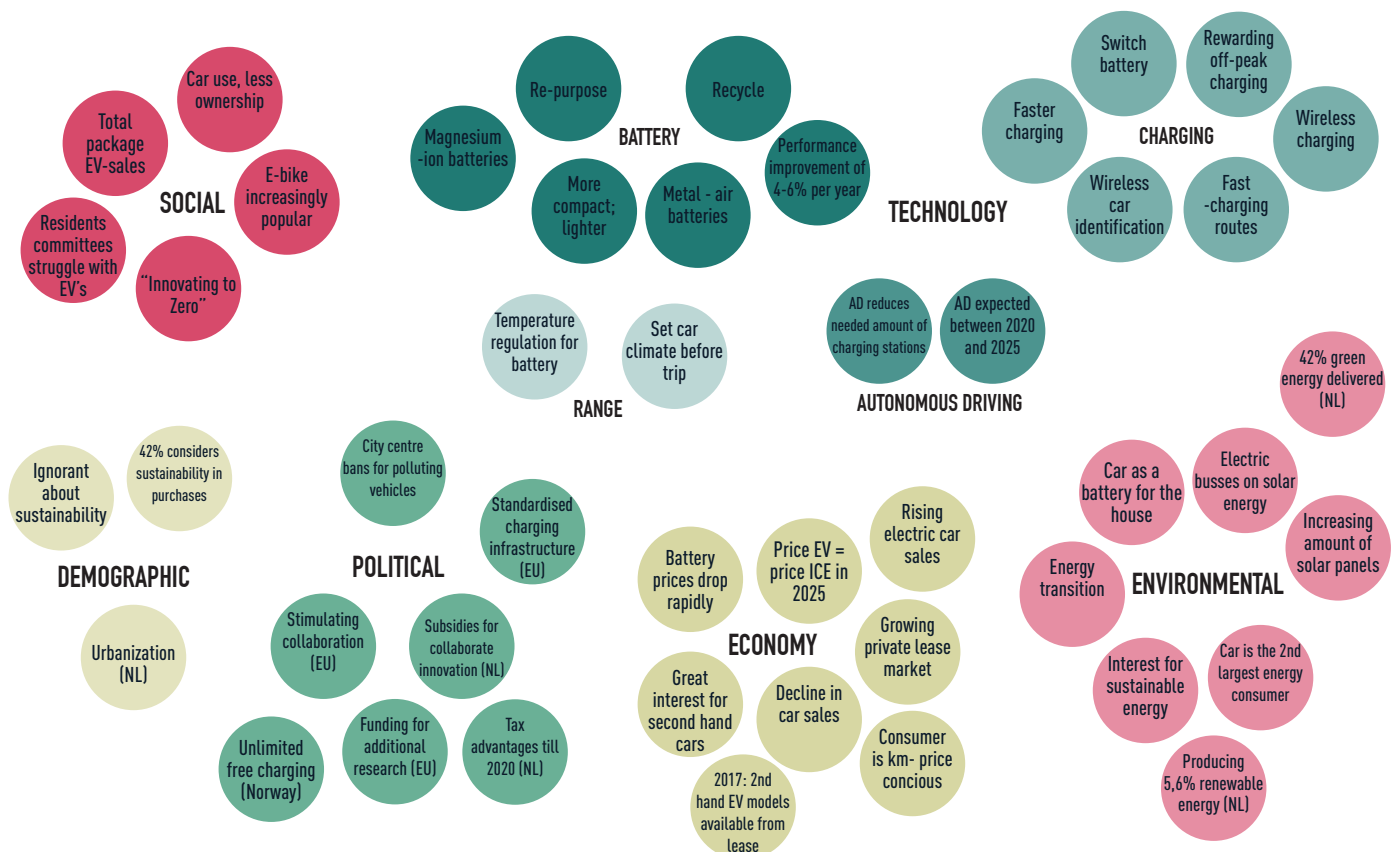 Car use, less
ownership
Total
package
EV-sales
SOCIAL
E-bike
increasingly
popular
Residents
committees
struggle with
EV's
"Innovating to
Zero"
Re-purpose
Recycle
Magnesium
-ion batteries
BATTERY
Performance
improvement of
4-6% per year
More
compact;
lighter
Metal - air
batteries
TECHNOLOGY
Switch
battery
Rewarding
off-peak
charging
Faster
charging
CHARGING
Wireless
charging
Wireless
car
identification
Fast
-charging
routes
Temperature
regulation for
battery
Set car
climate before
trip
RANGE
AD reduces
needed amount of
charging stations
AD expected
between 2020
and 2025
AUTONOMOUS DRIVING
Ignorant
about
sustainability
42% considers
sustainability in
purchases
DEMOGRAPHIC
Urbanization
(NL)
City centre
bans for polluting
vehicles
Standardised
charging
infrastructure
(EU)
POLITICAL
Stimulating
collaboration
(EU)
Subsidies for
collaborate
innovation (NL)
Unlimited
free charging
(Norway)
Funding for
additional
research (EU)
Tax
advantages till
2020 (NL)
Battery
prices drop
rapidly
Price EV =
price ICE in
2025
Rising
electric car
sales
ECONOMY
Growing
private lease
market
Great
interest for
second hand
cars
Decline in
car sales
Consumer
is km- price
concious
2017: 2nd
hand EV models
available from
lease
42% green
energy delivered
(NL)
Car as a
battery for the
house
Electric
busses on solar
energy
Increasing
amount of
solar panels
Energy
transition
ENVIRONMENTAL
Interest for
sustainable
energy
Car is the 2nd
largest energy
consumer
Producing
5,6% renewable
energy (NL)